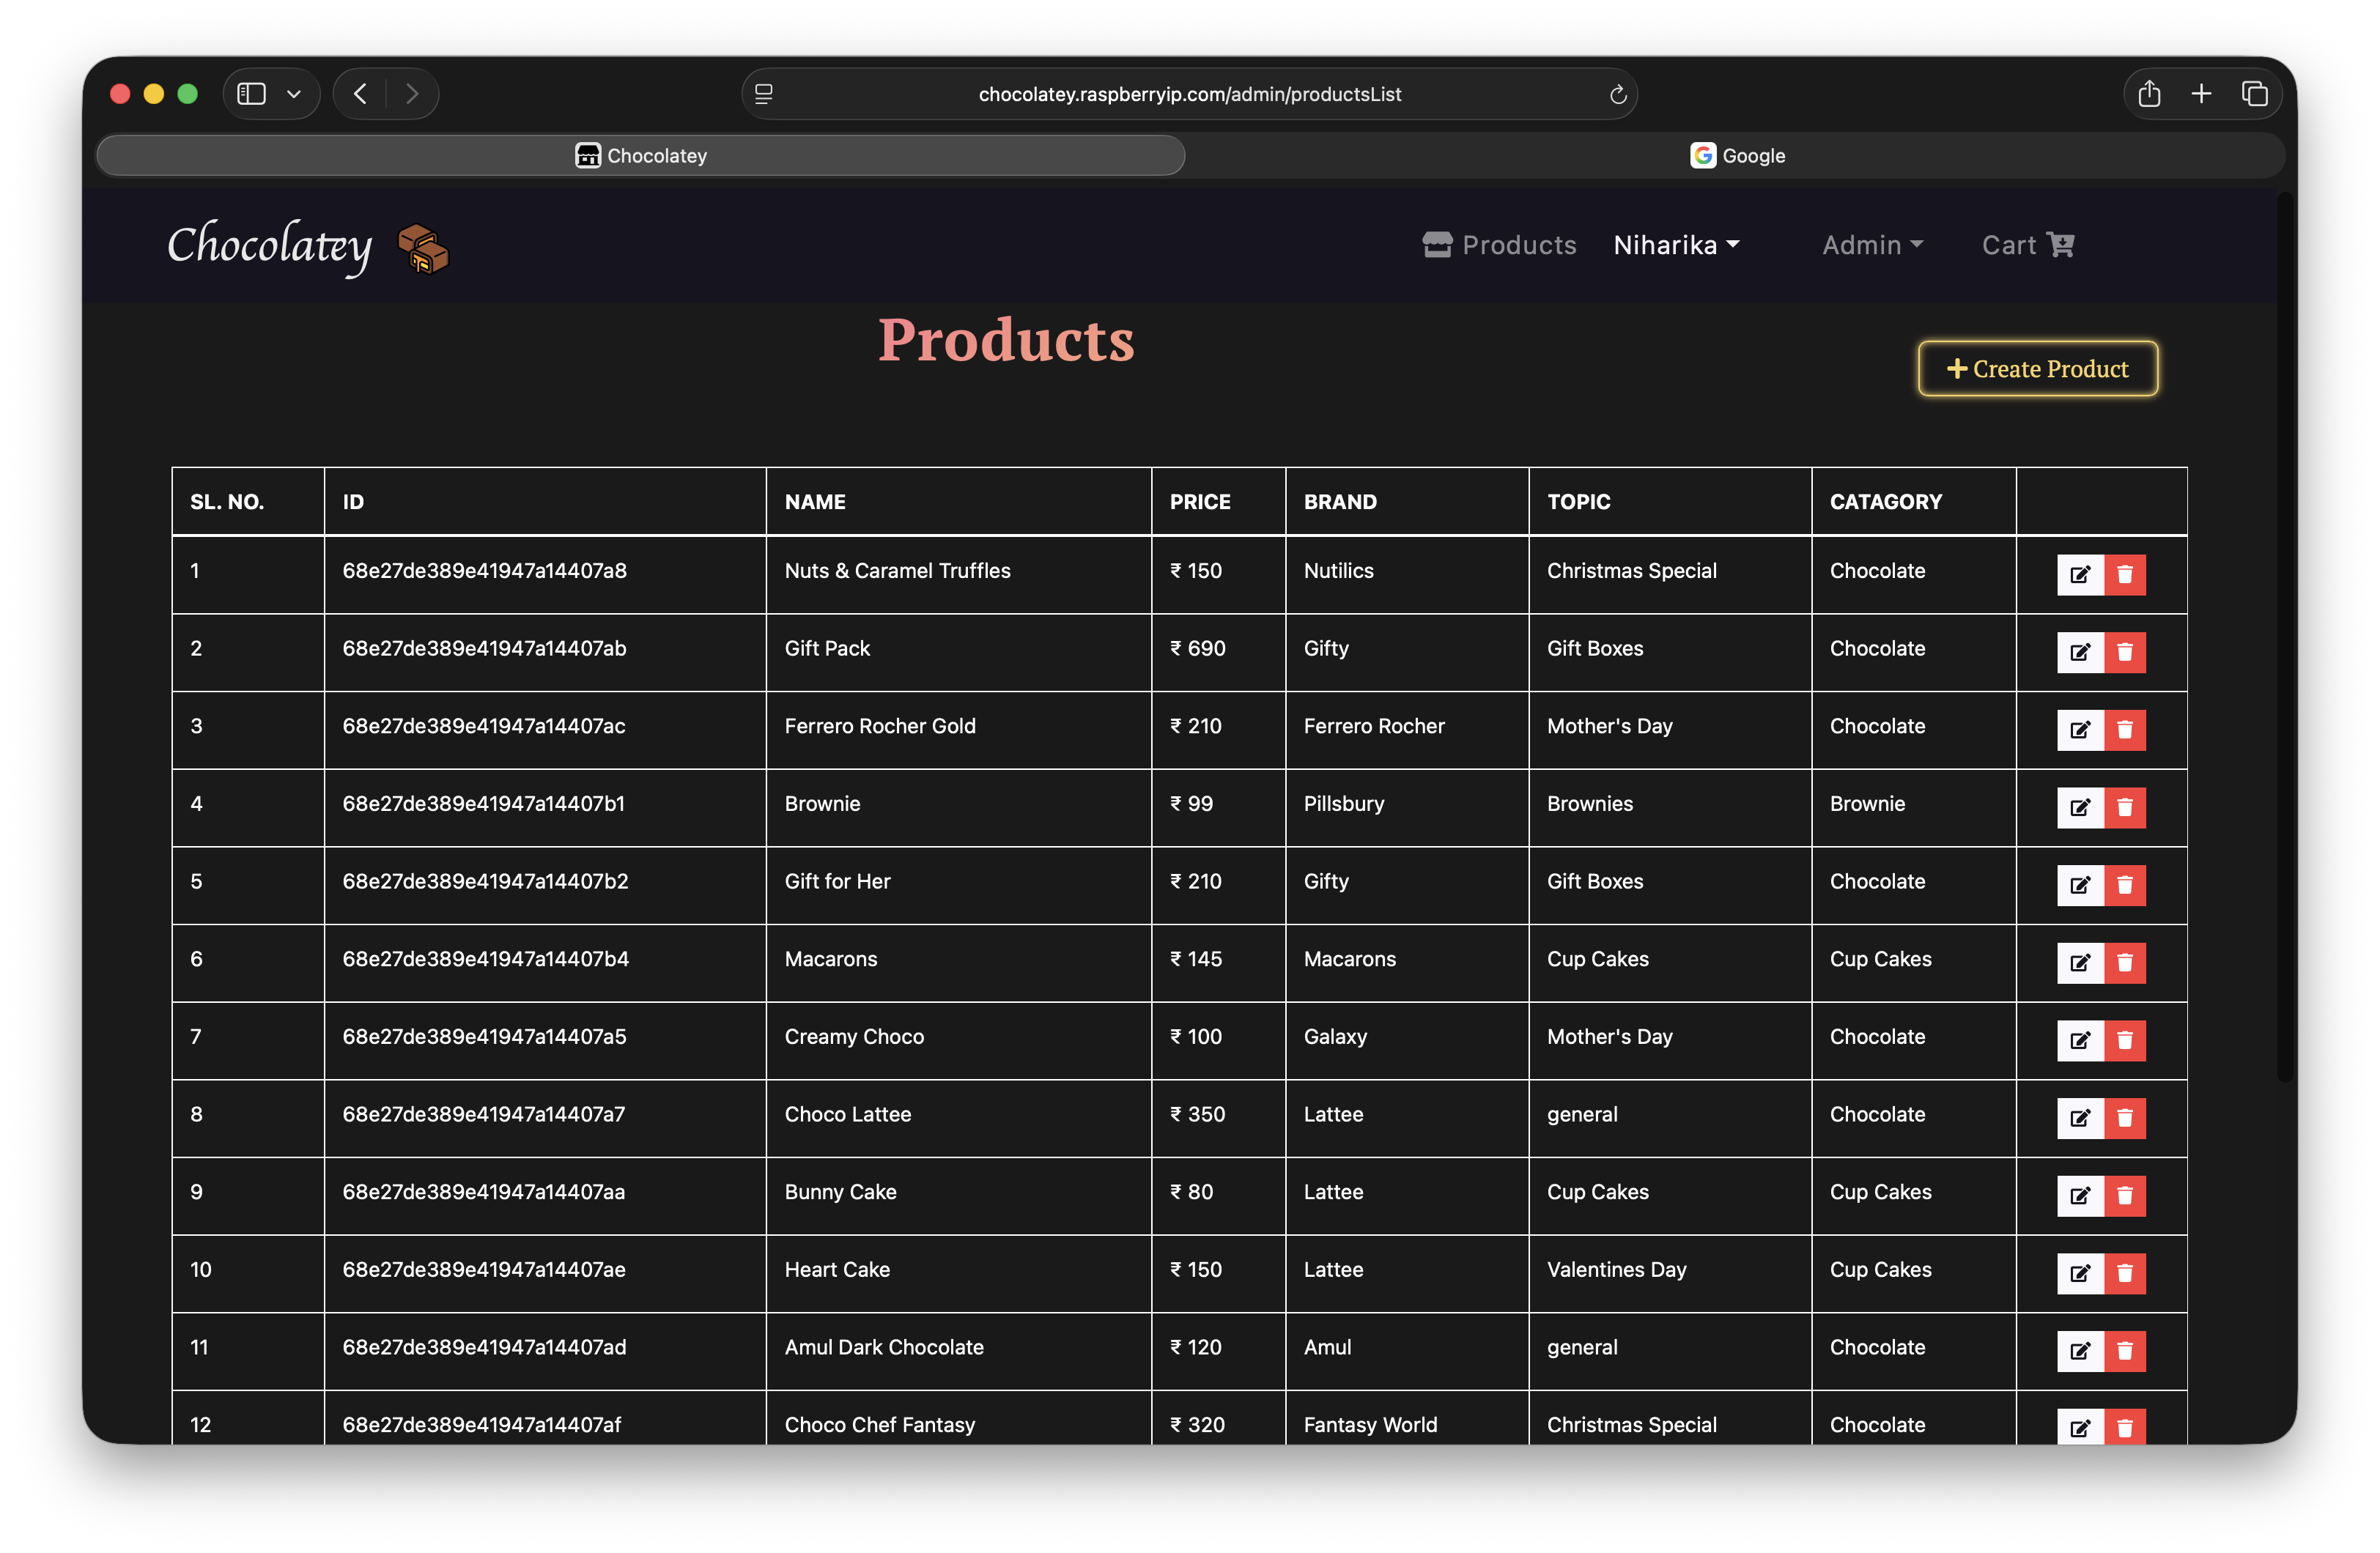 chocolatey.raspberryip.com/admin/productsList
Chocolatey
Google
Chocolatey
Products
Niharika
Admin
Cart
Products
Create Product
SL. NO. ID NAME PRICE BRAND TOPIC CATAGORY
1 68e27de389e41947a14407a8 Nuts & Caramel Truffles ₹ 150 Nutilics Christmas Special Chocolate
2 68e27de389e41947a14407ab Gift Pack ₹ 690 Gifty Gift Boxes Chocolate
3 68e27de389e41947a14407ac Ferrero Rocher Gold ₹ 210 Ferrero Rocher Mother's Day Chocolate
4 68e27de389e41947a14407b1 Brownie ₹ 99 Pillsbury Brownies Brownie
5 68e27de389e41947a14407b2 Gift for Her ₹ 210 Gifty Gift Boxes Chocolate
6 68e27de389e41947a14407b4 Macarons ₹ 145 Macarons Cup Cakes Cup Cakes
7 68e27de389e41947a14407a5 Creamy Choco ₹ 100 Galaxy Mother's Day Chocolate
8 68e27de389e41947a14407a7 Choco Lattee ₹ 350 Lattee general Chocolate
9 68e27de389e41947a14407aa Bunny Cake ₹ 80 Lattee Cup Cakes Cup Cakes
10 68e27de389e41947a14407ae Heart Cake ₹ 150 Lattee Valentines Day Cup Cakes
11 68e27de389e41947a14407ad Amul Dark Chocolate ₹ 120 Amul general Chocolate
12 68e27de389e41947a14407af Choco Chef Fantasy ₹ 320 Fantasy World Christmas Special Chocolate